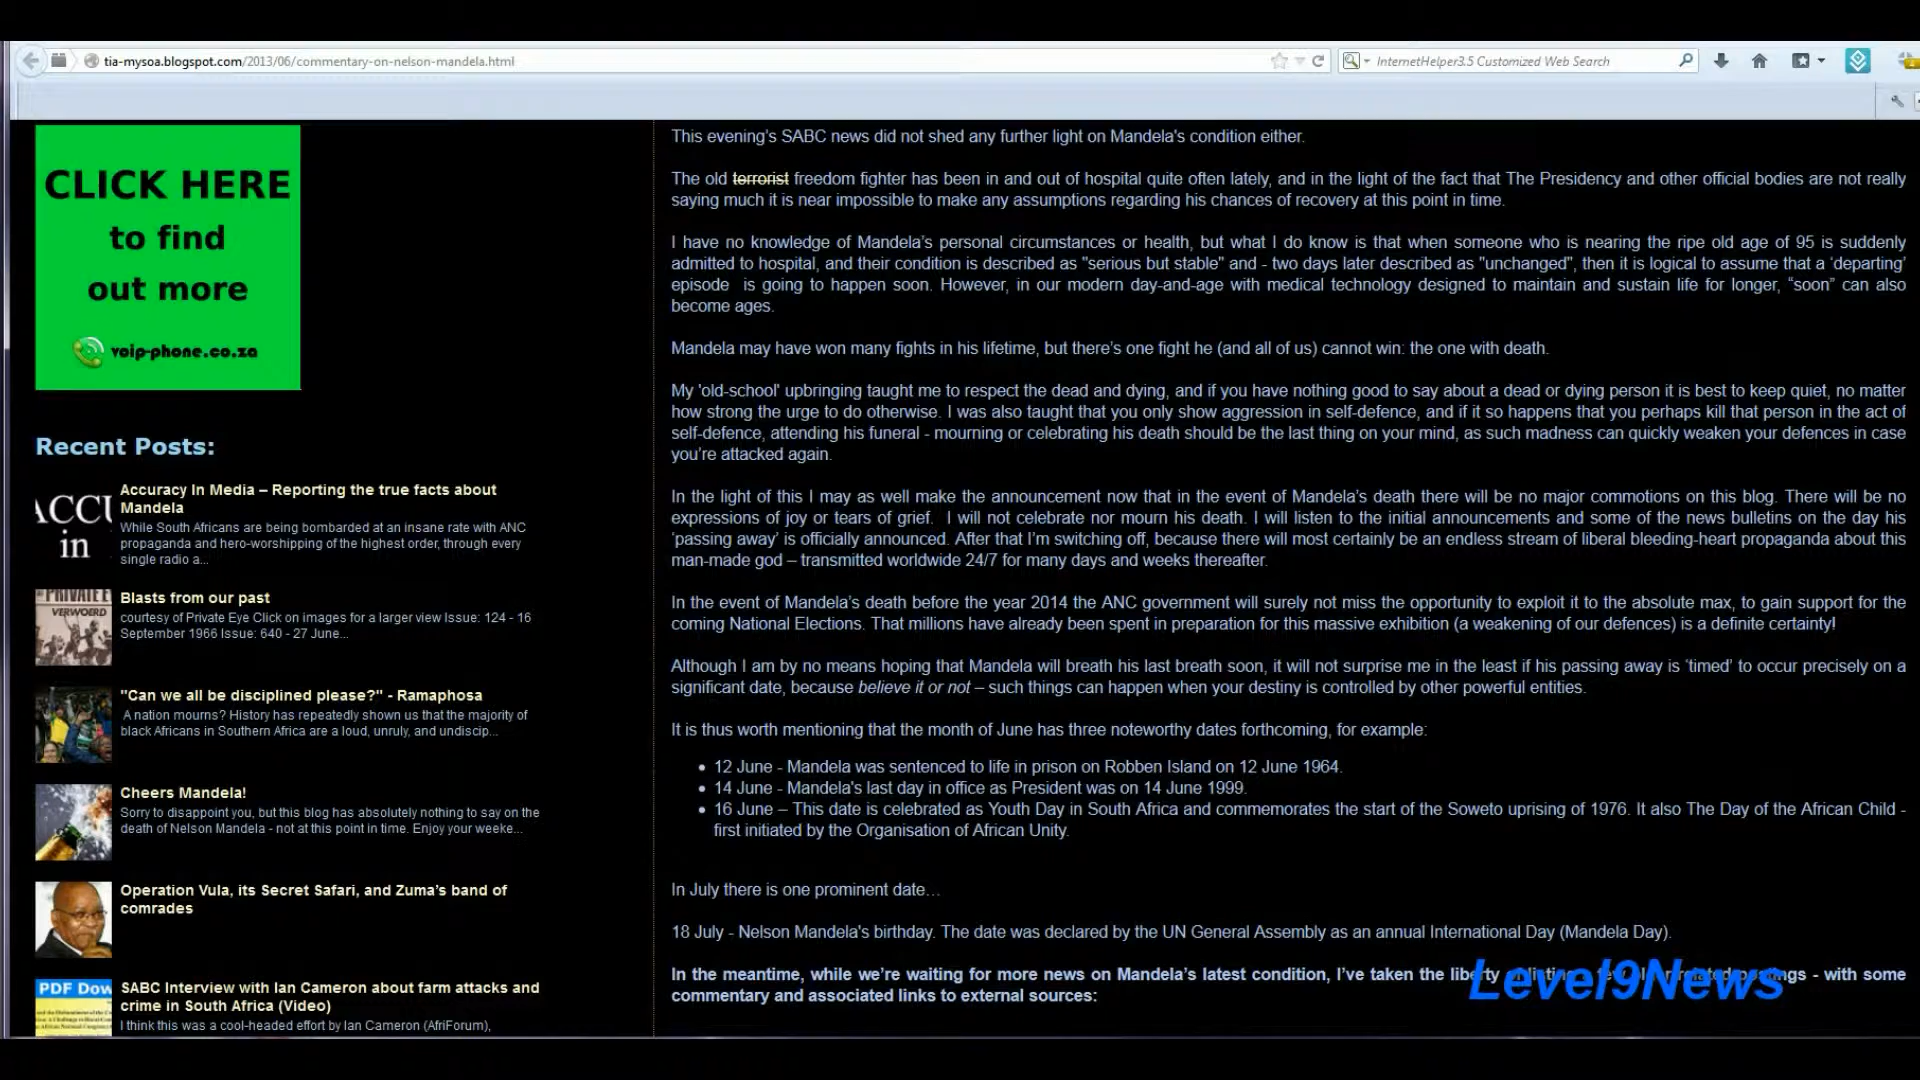 tia-mysoa.blogspot.com/2013/06/commentary-on-nelson-mandela.html
InternetHelper3.5 Customized Web Search
CLICK HERE
to find
out more
voip-phone.co.za
Recent Posts:
Accuracy In Media – Reporting the true facts about
Mandela
While South Africans are being bombarded at an insane rate with ANC
propaganda and hero-worshipping of the highest order, through every
single radio a...
ACCU
in
Blasts from our past
courtesy of Private Eye Click on images for a larger view Issue: 124 - 16
September 1966 Issue: 640 - 27 June...
VERWOERD
"Can we all be disciplined please?" - Ramaphosa
A nation mourns? History has repeatedly shown us that the majority of
black Africans in Southern Africa are a loud, unruly, and undiscip...
Cheers Mandela!
Sorry to disappoint you, but this blog has absolutely nothing to say on the
death of Nelson Mandela - not at this point in time. Enjoy your weeke...
Operation Vula, its Secret Safari, and Zuma’s band of
comrades
PDF Dow
SABC Interview with Ian Cameron about farm attacks and
crime in South Africa (Video)
I think this was a cool-headed effort by Ian Cameron (AfriForum),
This evening's SABC news did not shed any further light on Mandela's condition either.
The old terrorist freedom fighter has been in and out of hospital quite often lately, and in the light of the fact that The Presidency and other official bodies are not really
saying much it is near impossible to make any assumptions regarding his chances of recovery at this point in time.
I have no knowledge of Mandela’s personal circumstances or health, but what I do know is that when someone who is nearing the ripe old age of 95 is suddenly
admitted to hospital, and their condition is described as "serious but stable" and - two days later described as "unchanged", then it is logical to assume that a ‘departing’
episode is going to happen soon. However, in our modern day-and-age with medical technology designed to maintain and sustain life for longer, “soon” can also
become ages.
Mandela may have won many fights in his lifetime, but there’s one fight he (and all of us) cannot win: the one with death.
My 'old-school' upbringing taught me to respect the dead and dying, and if you have nothing good to say about a dead or dying person it is best to keep quiet, no matter
how strong the urge to do otherwise. I was also taught that you only show aggression in self-defence, and if it so happens that you perhaps kill that person in the act of
self-defence, attending his funeral - mourning or celebrating his death should be the last thing on your mind, as such madness can quickly weaken your defences in case
you’re attacked again.
In the light of this I may as well make the announcement now that in the event of Mandela’s death there will be no major commotions on this blog. There will be no
expressions of joy or tears of grief. I will not celebrate nor mourn his death. I will listen to the initial announcements and some of the news bulletins on the day his
‘passing away’ is officially announced. After that I’m switching off, because there will most certainly be an endless stream of liberal bleeding-heart propaganda about this
man-made god – transmitted worldwide 24/7 for many days and weeks thereafter.
In the event of Mandela’s death before the year 2014 the ANC government will surely not miss the opportunity to exploit it to the absolute max, to gain support for the
coming National Elections. That millions have already been spent in preparation for this massive exhibition (a weakening of our defences) is a definite certainty!
Although I am by no means hoping that Mandela will breath his last breath soon, it will not surprise me in the least if his passing away is ‘timed’ to occur precisely on a
significant date, because believe it or not – such things can happen when your destiny is controlled by other powerful entities.
It is thus worth mentioning that the month of June has three noteworthy dates forthcoming, for example:
• 12 June - Mandela was sentenced to life in prison on Robben Island on 12 June 1964.
• 14 June - Mandela's last day in office as President was on 14 June 1999.
• 16 June – This date is celebrated as Youth Day in South Africa and commemorates the start of the Soweto uprising of 1976. It also The Day of the African Child -
first initiated by the Organisation of African Unity.
In July there is one prominent date…
18 July - Nelson Mandela's birthday. The date was declared by the UN General Assembly as an annual International Day (Mandela Day).
In the meantime, while we’re waiting for more news on Mandela’s latest condition, I’ve taken the liberty - with some
commentary and associated links to external sources:
Level9News